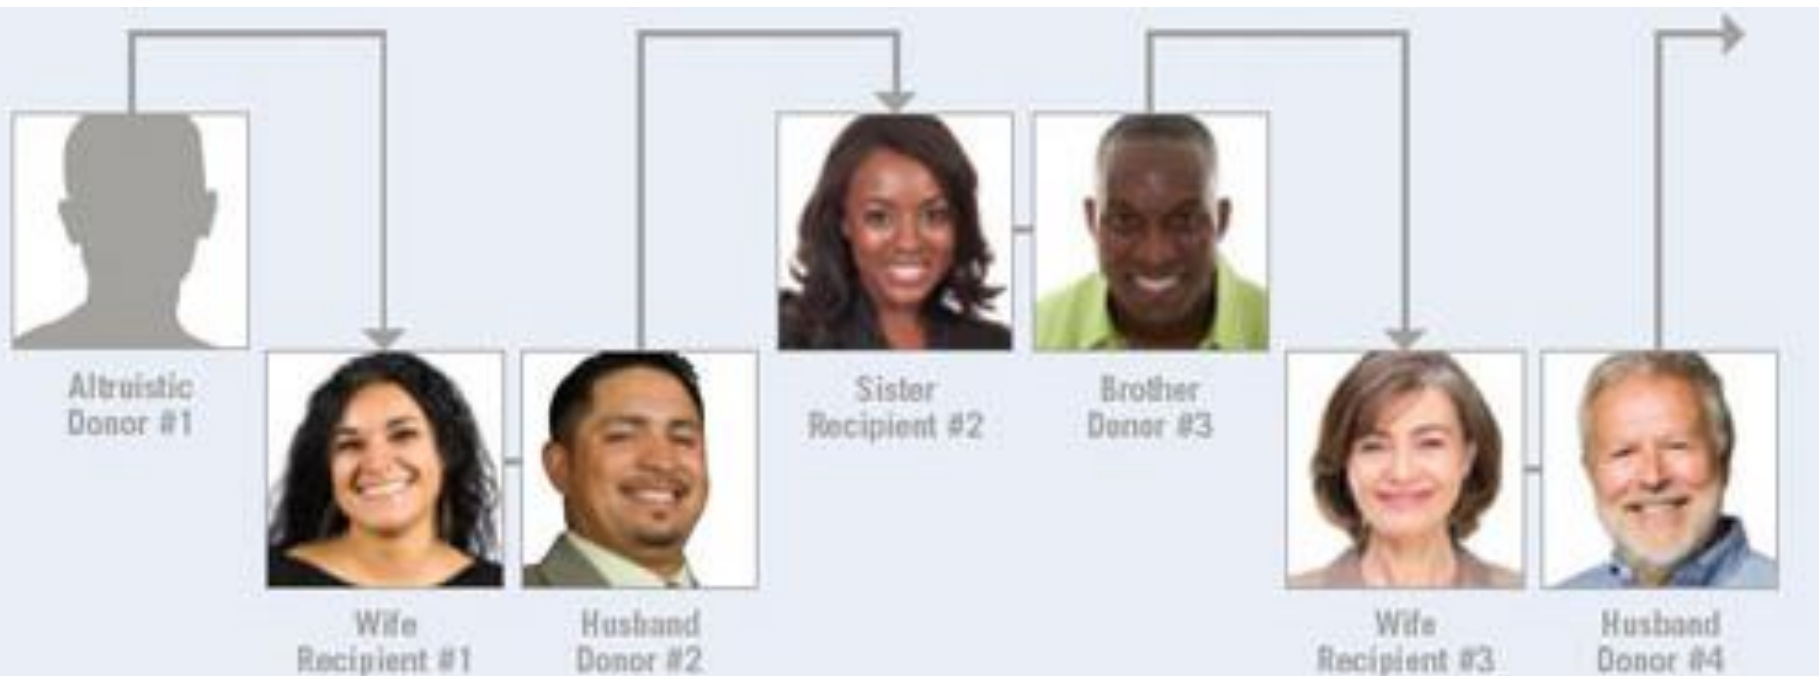 Altruistic
Donor #1
Wife
Recipient #1
Husband
Donor #2
Sister
Recipient #2
Brother
Donor #3
Wife
Recipient #3
Husband
Donor #4